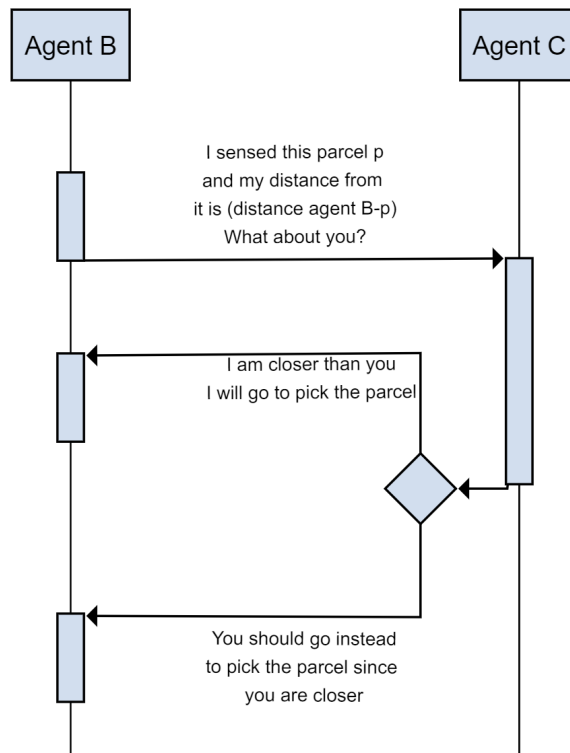 Agent B
Agent C
I sensed this parcel p
and my distance from
it is (distance agent B-p)
What about you?
I am closer than you
I will go to pick the parcel
You should go instead
to pick the parcel since
you are closer